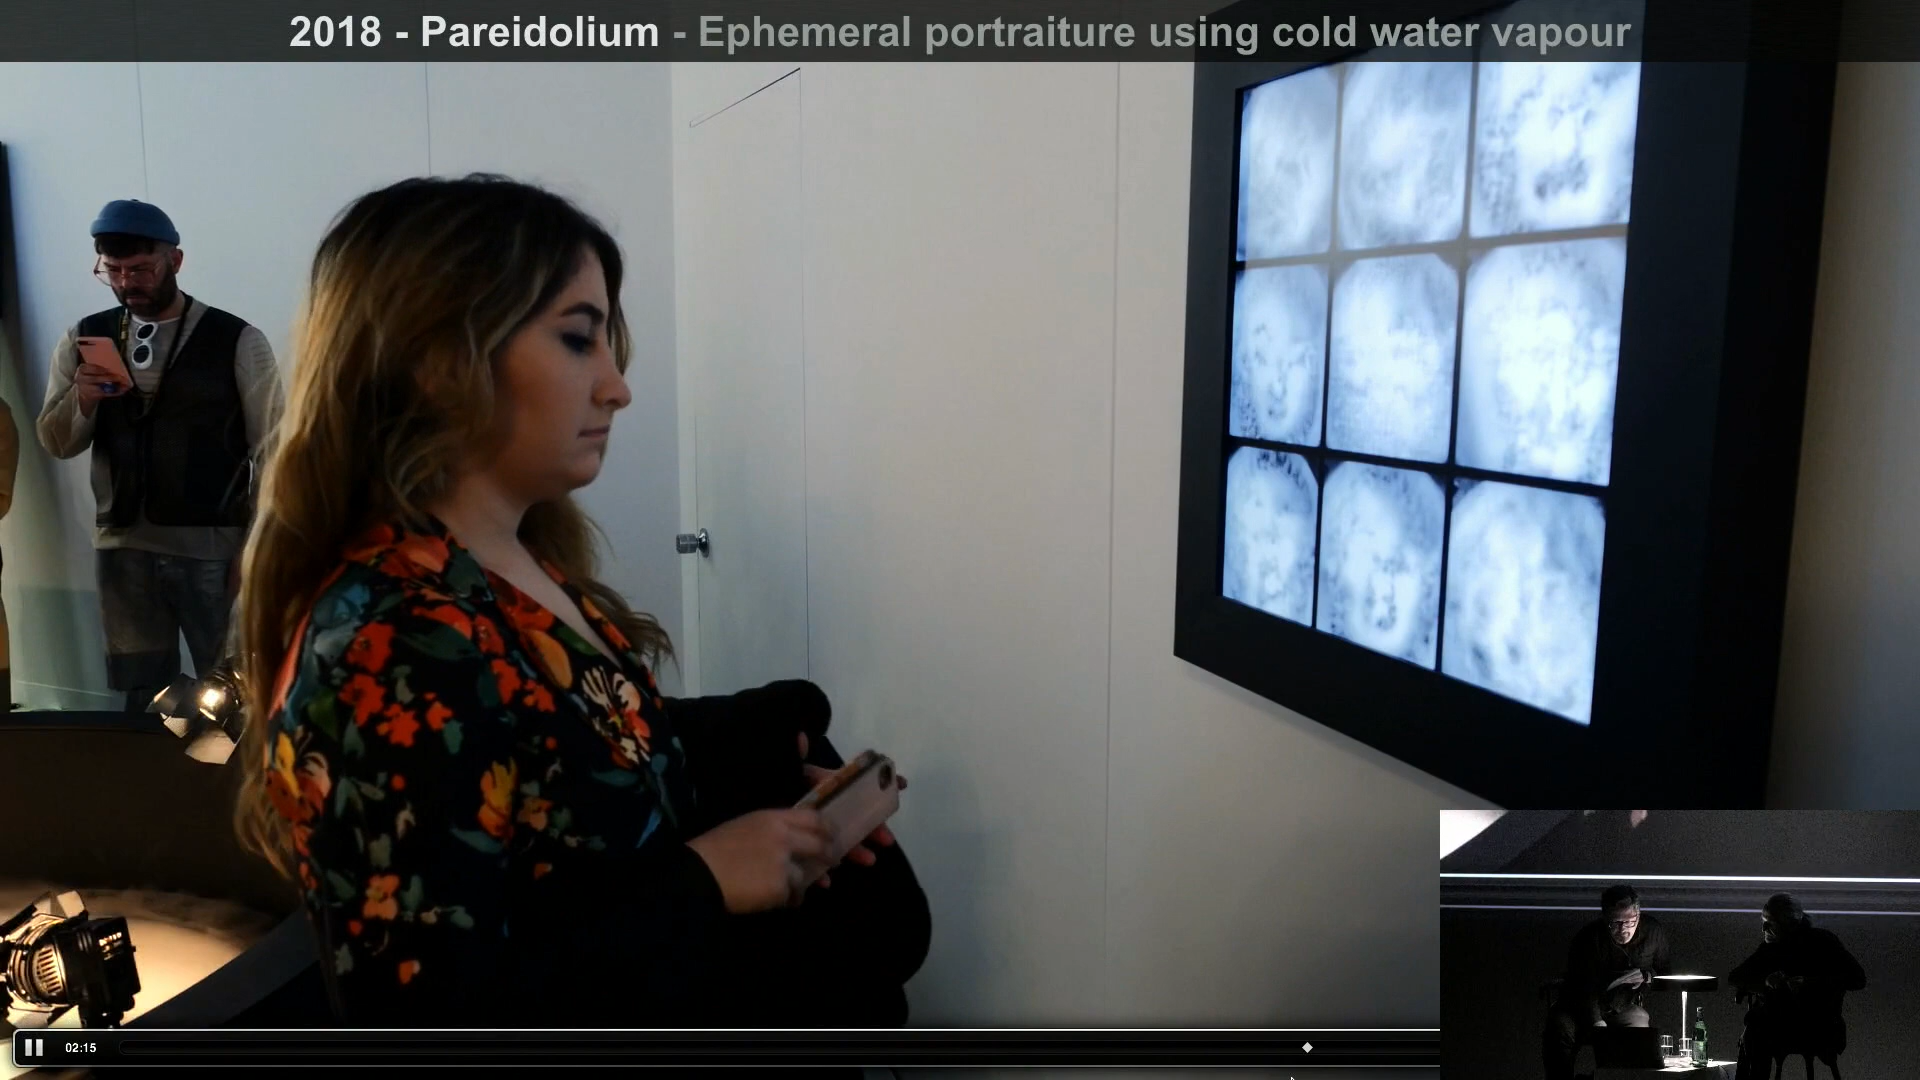 2018 - Pareidolium - Ephemeral portraiture using cold water vapour
02:15